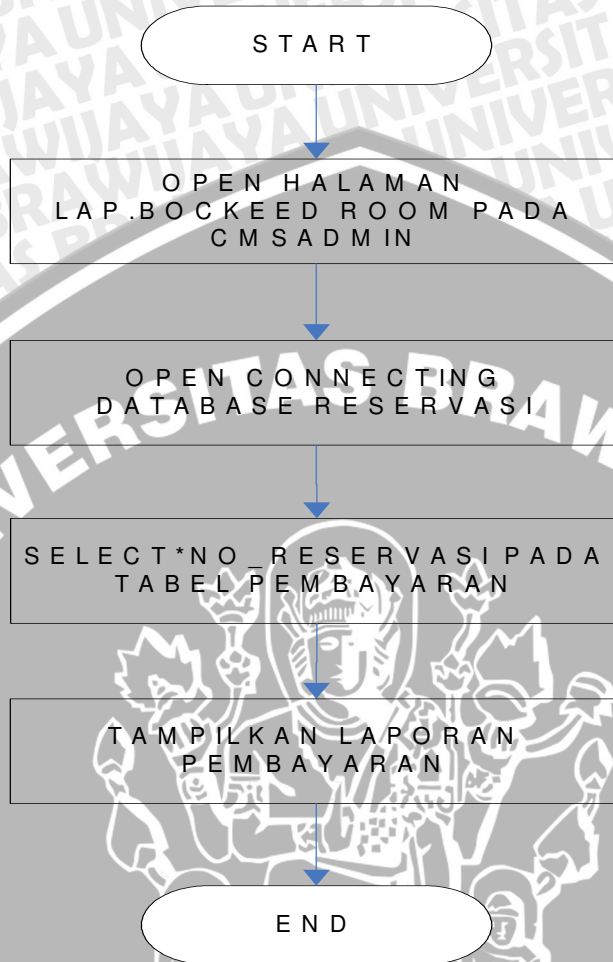 START
OPEN HALAMAN
LAP.BOCKEED ROOM PADA
CMSADMIN
OPEN CONNECTING
DATABASE RESERVASI
SELECT*NO_RESERVASI PADA
TABEL PEMBAYARAN
TAMPILKAN LAPORAN
PEMBAYARAN
END